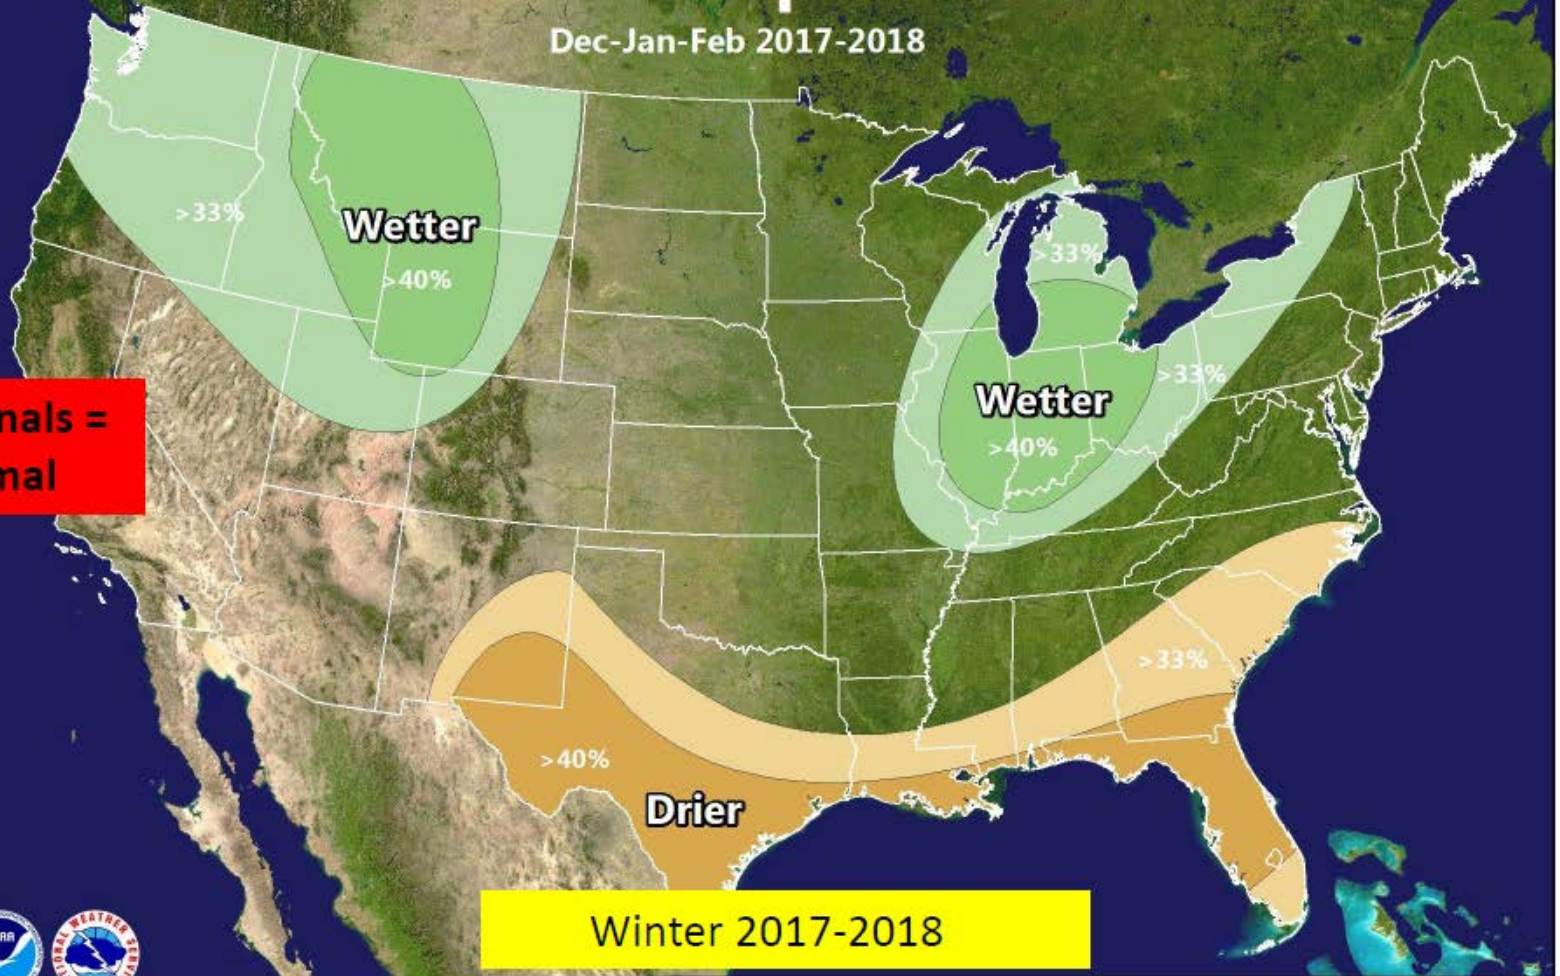 Dec-Jan-Feb 2017-2018
>33%
Wetter
>40%
>33%
Wetter
>40%
>33%
nals =
mal
>33%
>40%
Drier
Winter 2017-2018